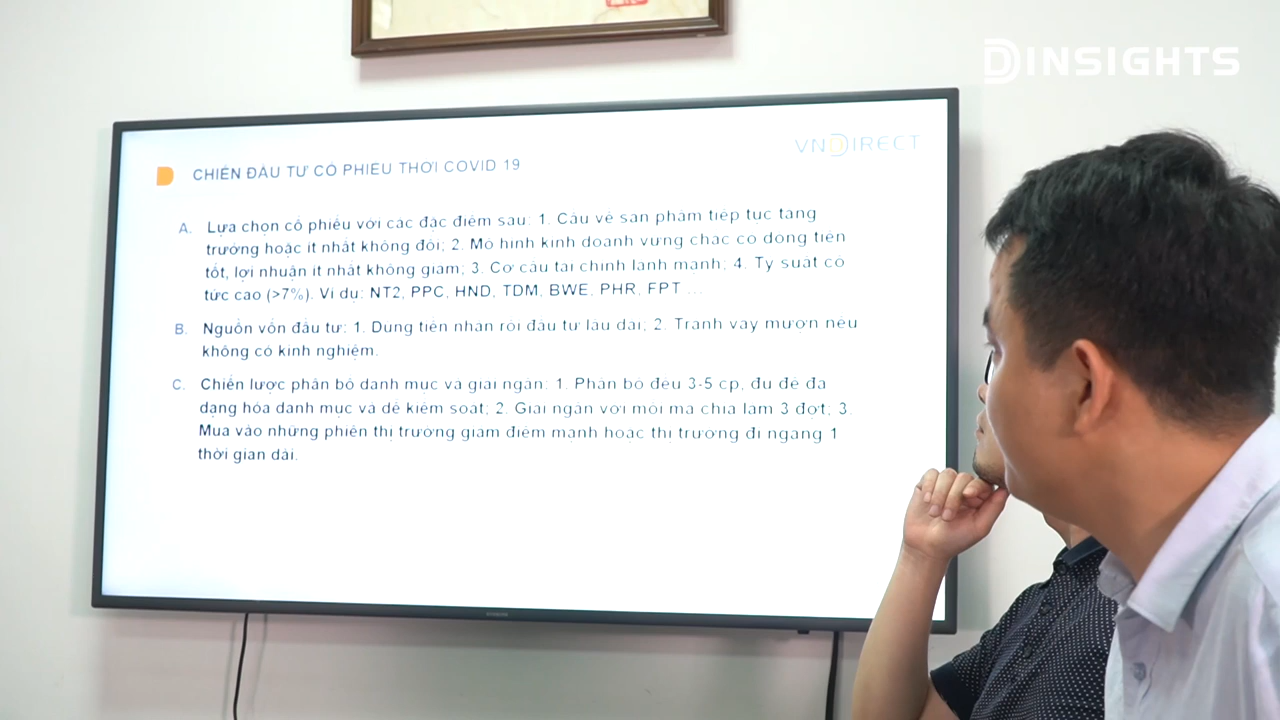 DINSIGHTS
VNDIRECT
CHIẾN ĐẦU TƯ CỔ PHIẾU THỜI COVID 19
A. Lựa chọn cổ phiếu với các đặc điểm sau: 1. Cầu về sản phẩm tiếp tục tăng
trưởng hoặc ít nhất không đổi; 2. Mô hình kinh doanh vững chắc có dòng tiền
tốt, lợi nhuận ít nhất không giảm; 3. Cơ cấu tài chính lành mạnh; 4. Tỷ suất cổ
tức cao (>7%). Ví dụ: NT2, PPC, HND, TDM, BWE, PHR, FPT ...
B. Nguồn vốn đầu tư: 1. Dùng tiền nhàn rỗi đầu tư lâu dài; 2. Tránh vay mượn nếu
không có kinh nghiệm.
C. Chiến lược phân bổ danh mục và giải ngân: 1. Phân bổ đều 3-5 cp, đủ để đa
dạng hóa danh mục và dễ kiểm soát; 2. Giải ngân với mỗi mã chia làm 3 đợt; 3.
Mua vào những phiên thị trường giảm điểm mạnh hoặc thị trường đi ngang 1
thời gian dài.